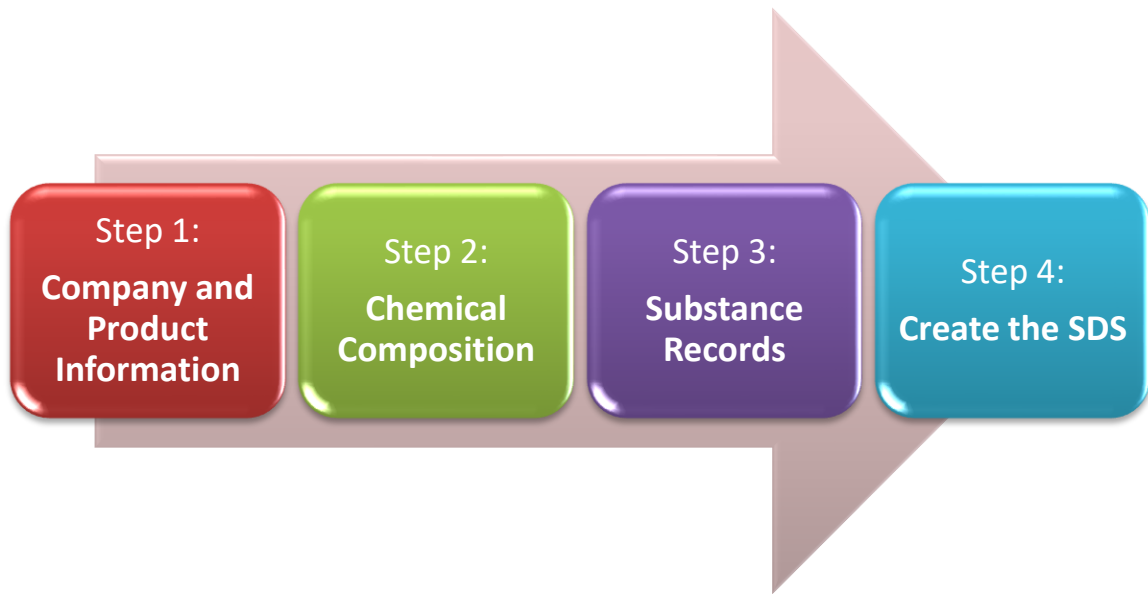 Step 1:
Company and
Product
Information
Step 2:
Chemical
Composition
Step 3:
Substance
Records
Step 4:
Create the SDS